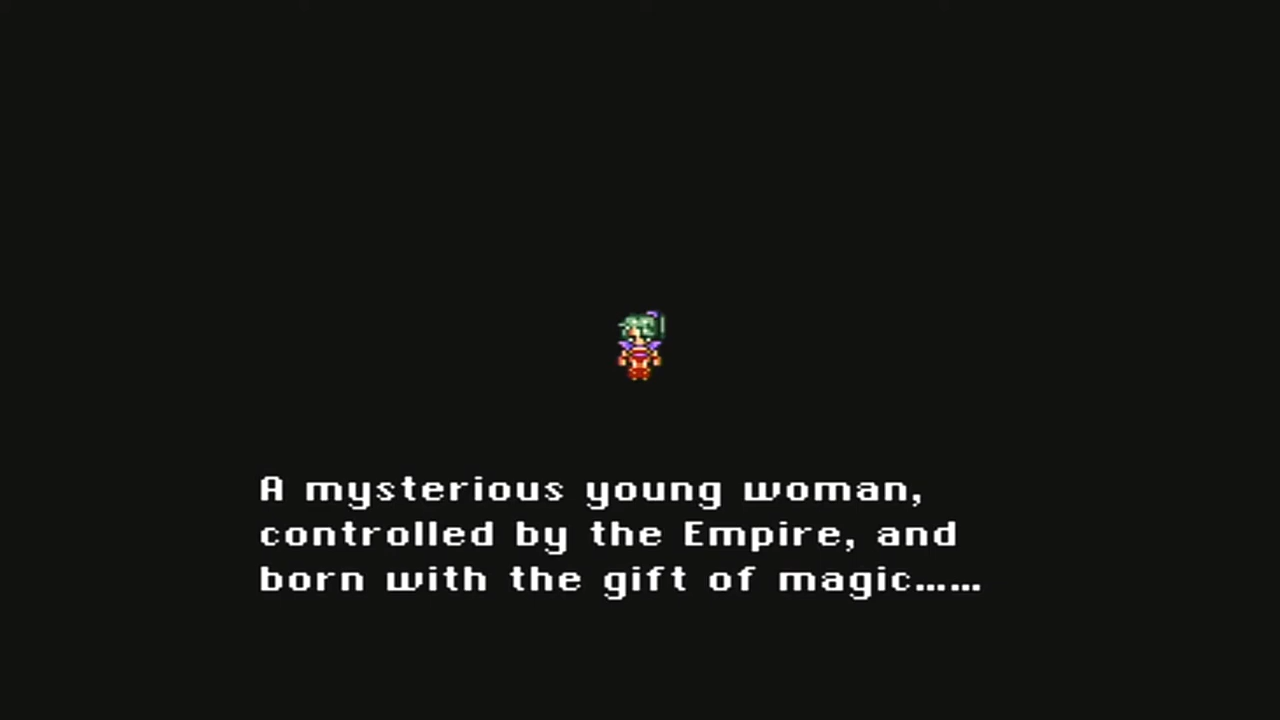 A mysterious young woman,
controlled by the Empire, and
born with the gift of magic……